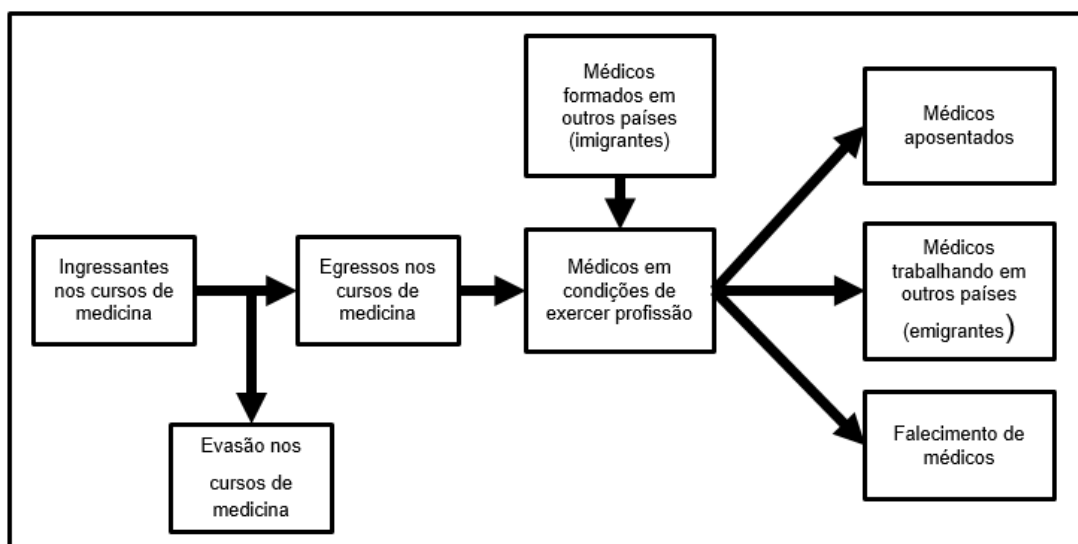 Médicos
formados em
outros países
(imigrantes)
Médicos
aposentados
Ingressantes
nos cursos de
medicina
Egressos nos
cursos de
medicina
Médicos em
condições de
exercer profissão
Médicos
trabalhando em
outros países
(emigrantes)
Evasão nos
cursos de
medicina
Falecimento de
médicos